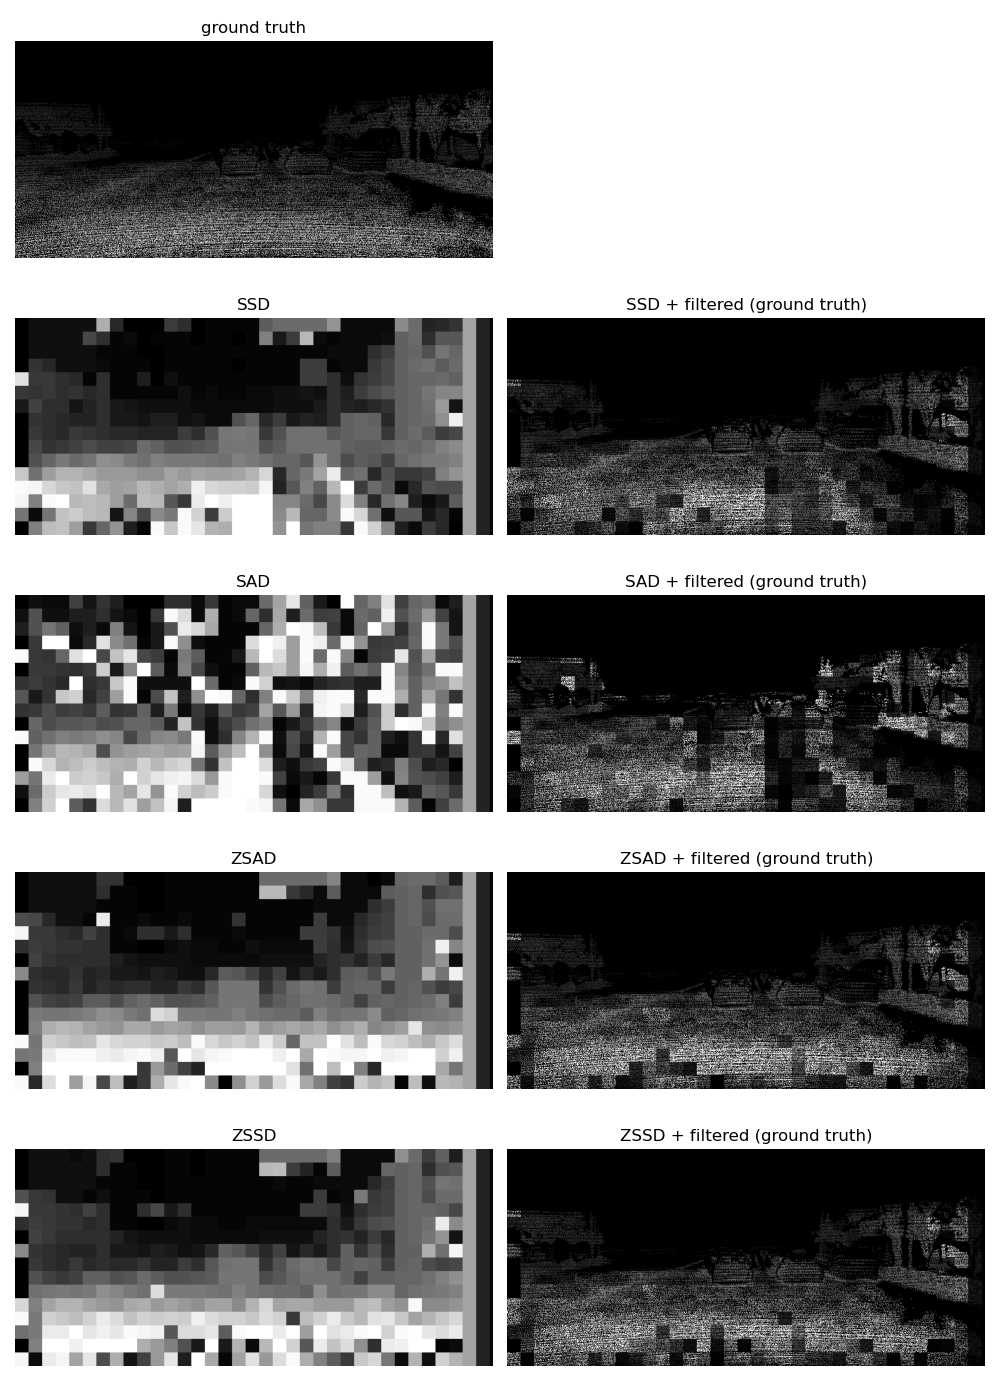 ground truth
SSD
SSD + filtered (ground truth)
SAD
SAD + filtered (ground truth)
ZSAD
ZSAD + filtered (ground truth)
ZSSD
ZSSD + filtered (ground truth)